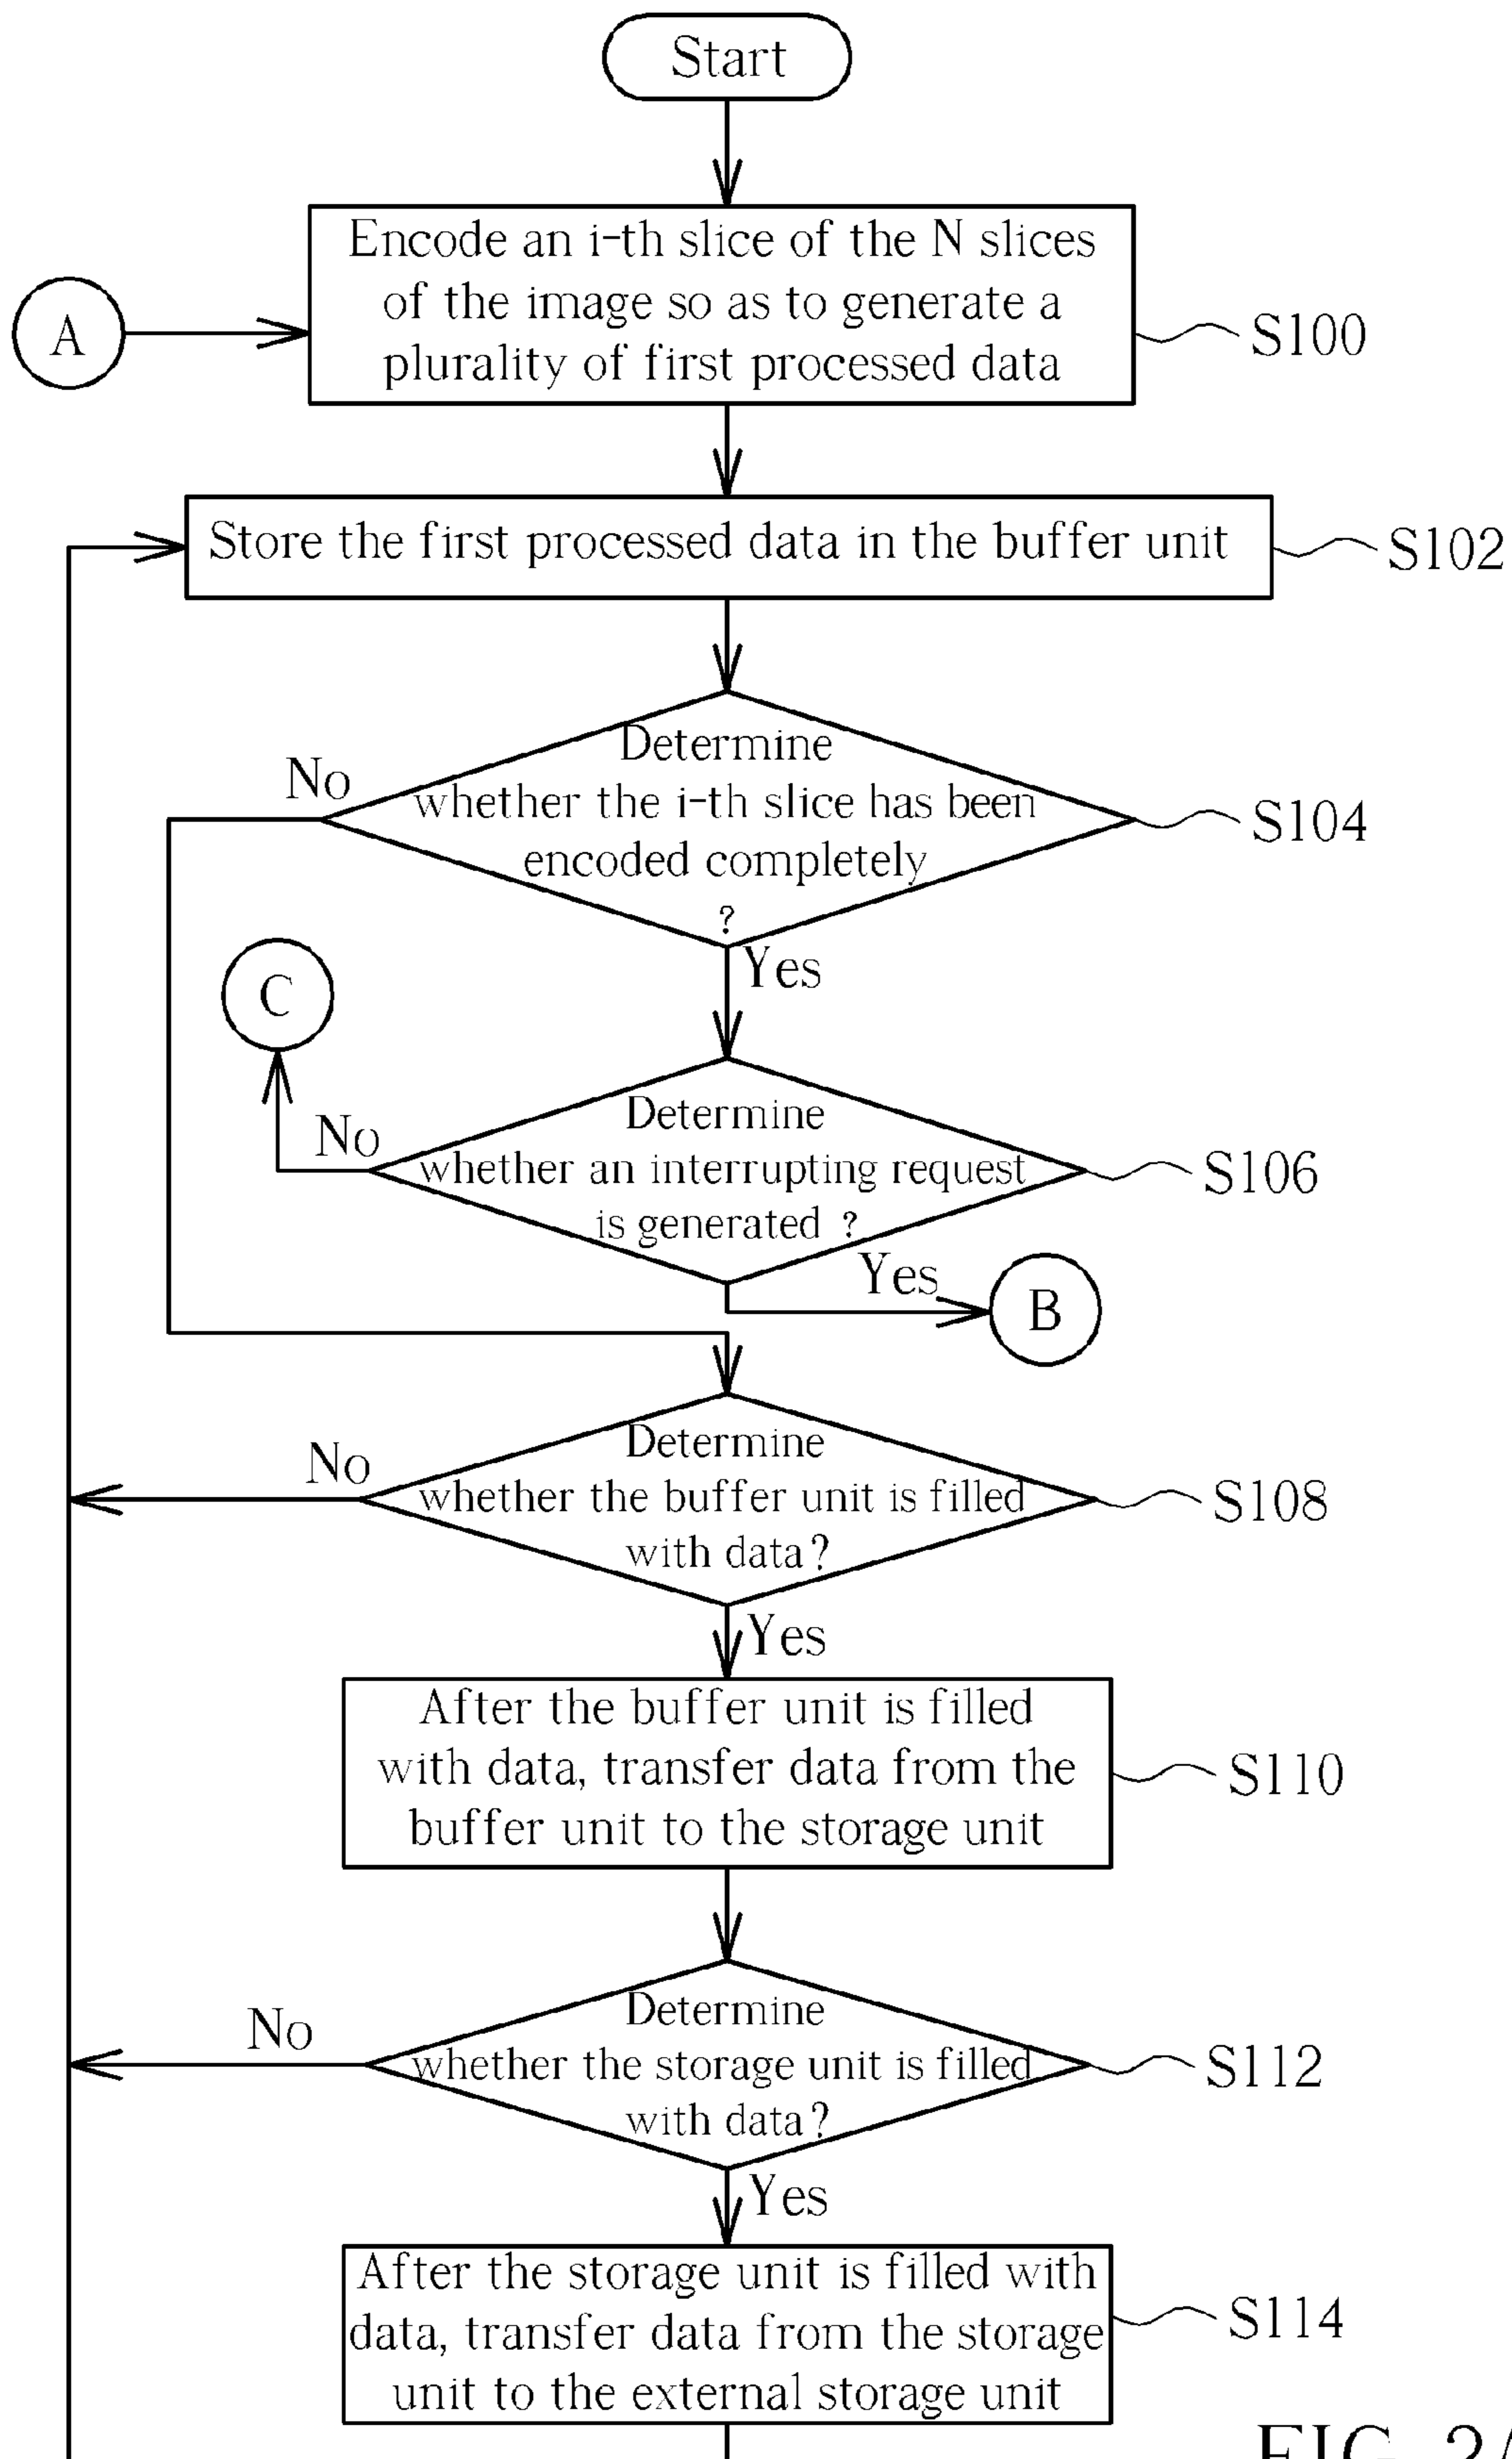 Start
Encode an i-th slice of the N slices
of the image so as to generate a
plurality of first processed data
S100
A
Store the first processed data in the buffer unit
S102
Determine
whether the i-th slice has been
encoded completely
?
No
S104
Yes
C
Determine
whether an interrupting request
is generated ?
No
S106
Yes
B
Determine
whether the buffer unit is filled
with data?
No
S108
Yes
After the buffer unit is filled
with data, transfer data from the
buffer unit to the storage unit
S110
Determine
whether the storage unit is filled
with data?
No
S112
Yes
After the storage unit is filled with
data, transfer data from the storage
unit to the external storage unit
S114
FIG. 2A